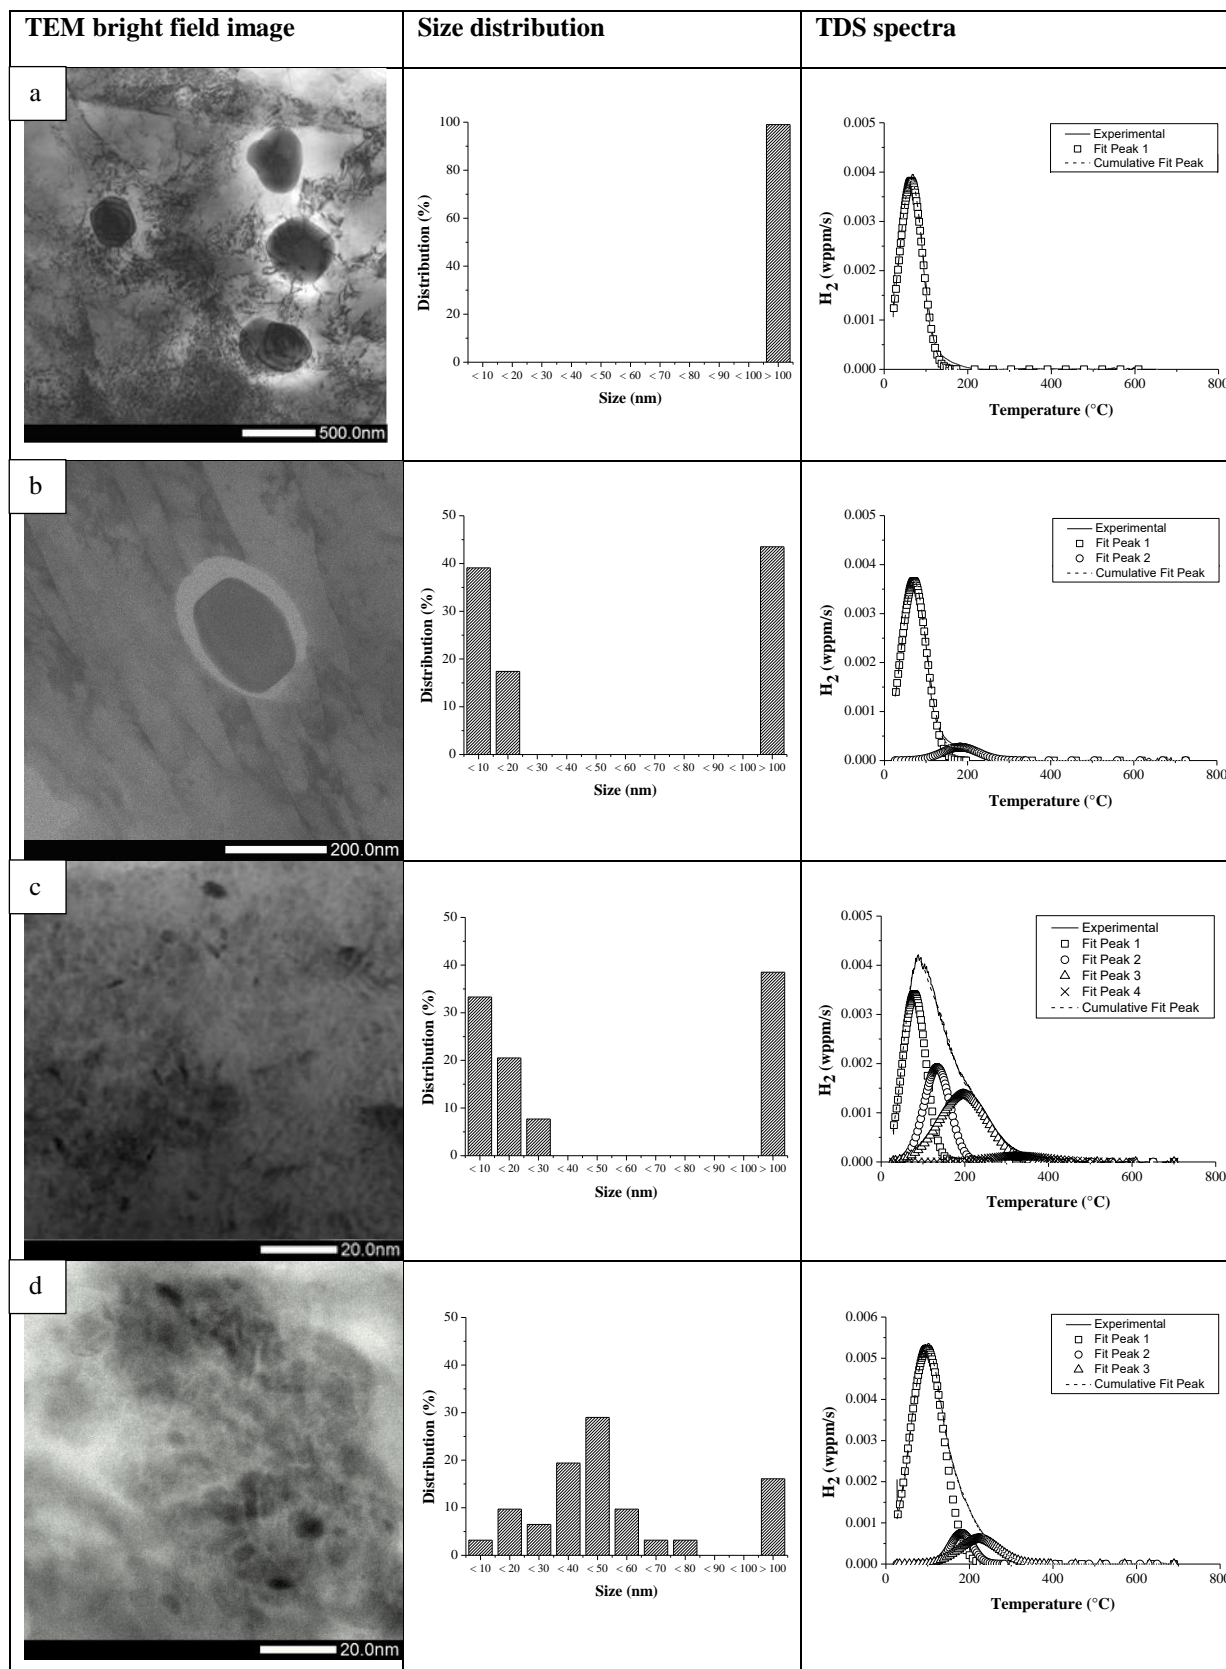 TEM bright field image Size distribution TDS spectra
a
500.0nm
100
80
60
40
20
0
Distribution (%)
< 10 < 20 < 30 < 40 < 50 < 60 < 70 < 80 < 90 < 100 > 100
Size (nm)
0.005
0.004
0.003
0.002
0.001
0.000
H2 (wppm/s)
Experimental
Fit Peak 1
Cumulative Fit Peak
0 200 400 600 800
Temperature (°C)
b
200.0nm
50
40
30
20
10
0
Distribution (%)
< 10 < 20 < 30 < 40 < 50 < 60 < 70 < 80 < 90 < 100 > 100
Size (nm)
0.005
0.004
0.003
0.002
0.001
0.000
H2 (wppm/s)
Experimental
Fit Peak 1
Fit Peak 2
Cumulative Fit Peak
0 200 400 600 800
Temperature (°C)
c
20.0nm
50
40
30
20
10
0
Distribution (%)
< 10 < 20 < 30 < 40 < 50 < 60 < 70 < 80 < 90 < 100 > 100
Size (nm)
0.005
0.004
0.003
0.002
0.001
0.000
H2 (wppm/s)
Experimental
Fit Peak 1
Fit Peak 2
Fit Peak 3
Fit Peak 4
Cumulative Fit Peak
0 200 400 600 800
Temperature (°C)
d
20.0nm
50
40
30
20
10
0
Distribution (%)
< 10 < 20 < 30 < 40 < 50 < 60 < 70 < 80 < 90 < 100 > 100
Size (nm)
0.006
0.005
0.004
0.003
0.002
0.001
0.000
H2 (wppm/s)
Experimental
Fit Peak 1
Fit Peak 2
Fit Peak 3
Cumulative Fit Peak
0 200 400 600 800
Temperature (°C)